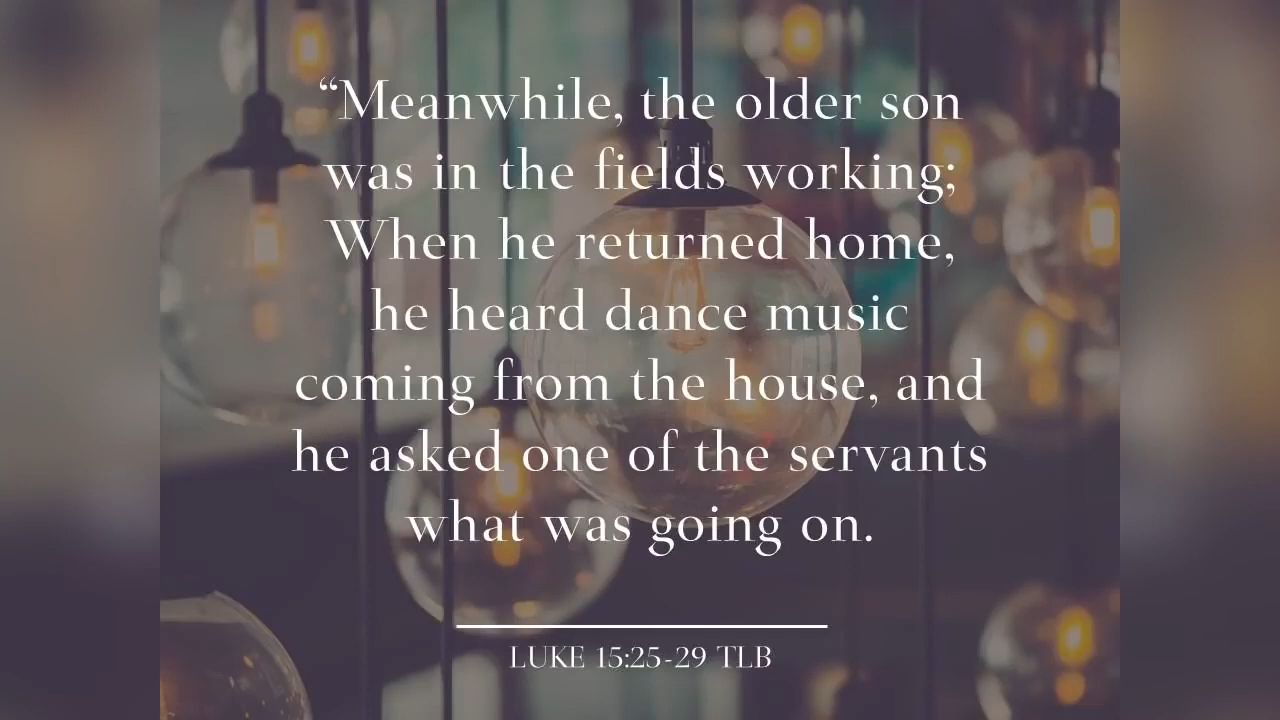 “Meanwhile, the older son
was in the fields working;
When he returned home,
he heard dance music
coming from the house, and
he asked one of the servants
what was going on.
LUKE 15:25-29 TLB